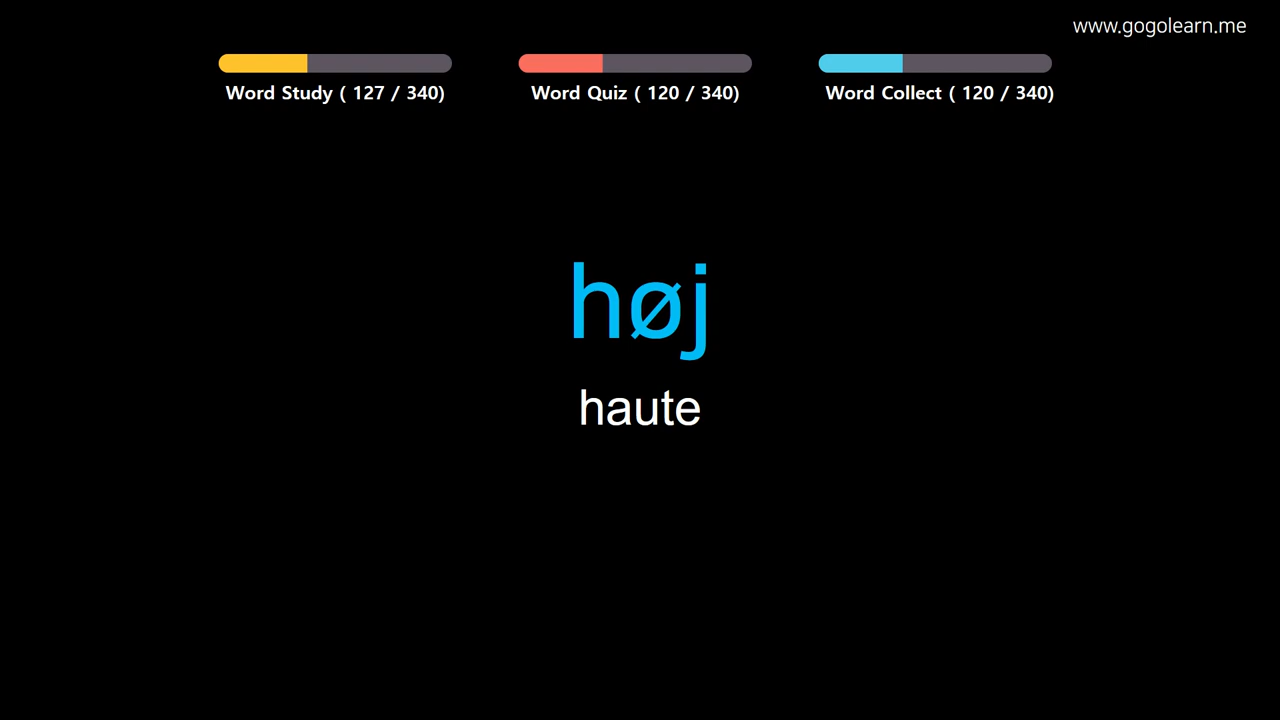 www.gogolearn.me
Word Study ( 127 / 340)
Word Quiz ( 120 / 340)
Word Collect ( 120 / 340)
høj
haute